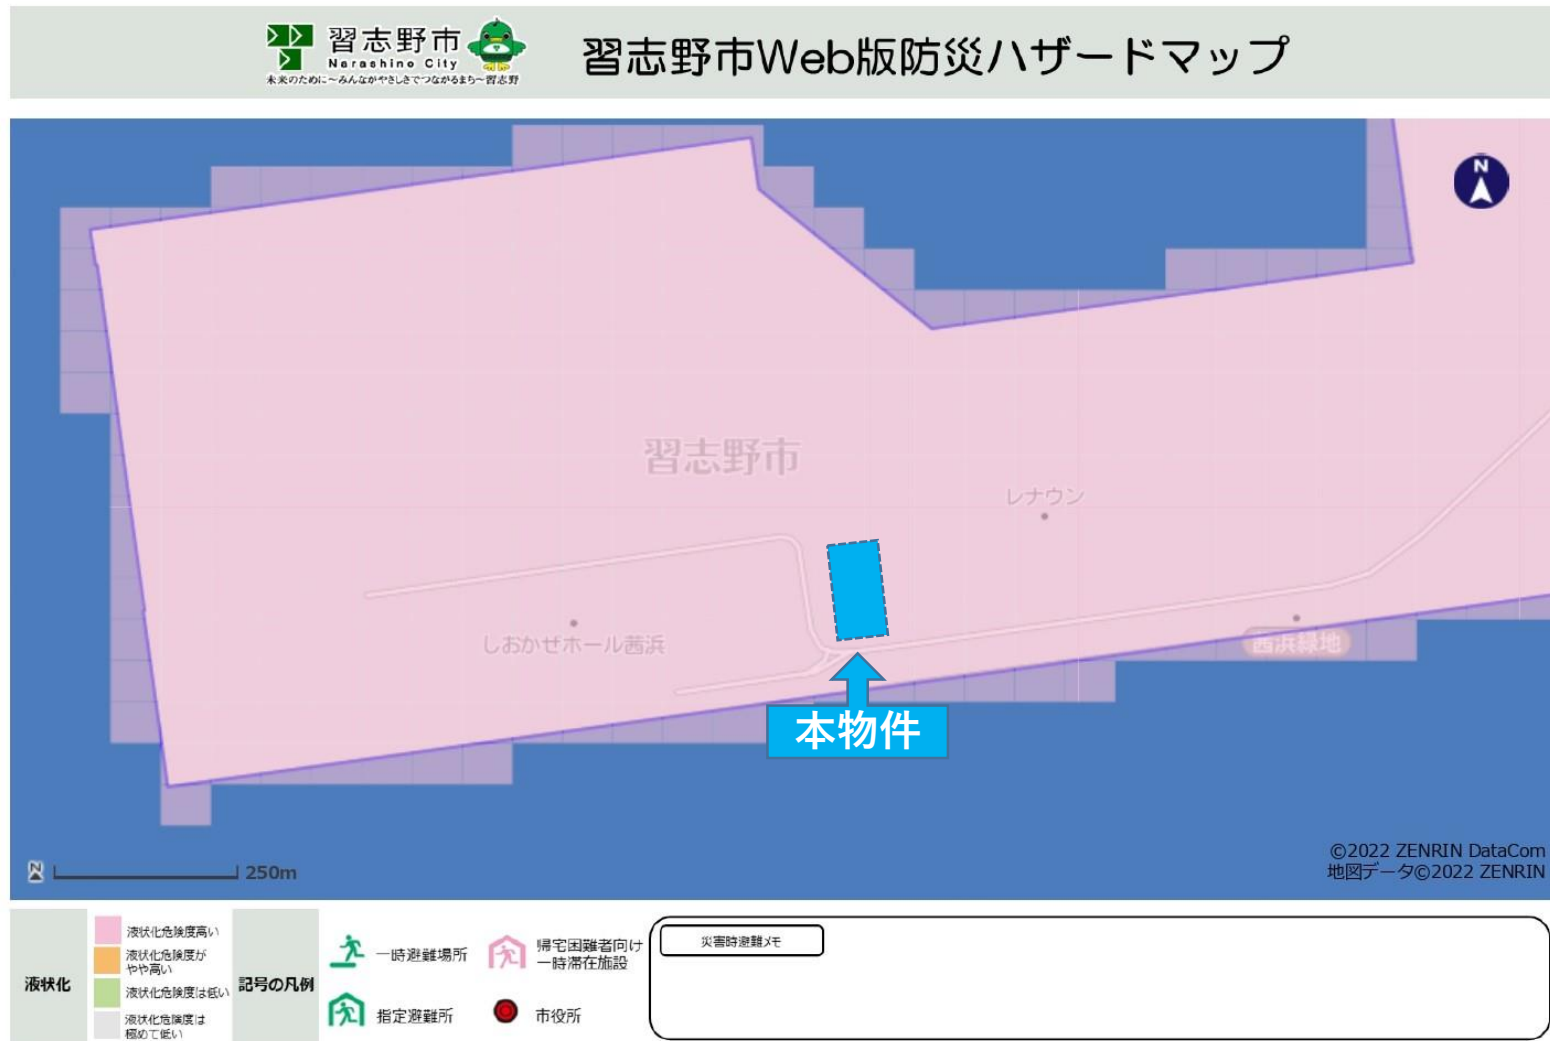 習志野市
Narashino City
未来のために～みんながやさしさでつながるまち～習志野
習志野市Web版防災ハザードマップ
N
習志野市
レナウン
しおかぜホール茜浜
茜浜緑地
本物件
N
250m
©2022 ZENRIN DataCom
地図データ©2022 ZENRIN
液状化
液状化危険度高い
液状化危険度が
やや高い
液状化危険度は低い
液状化危険度は
極めて低い
記号の凡例
一時避難場所
指定避難所
帰宅困難者向け
一時滞在施設
市役所
災害時避難メモ